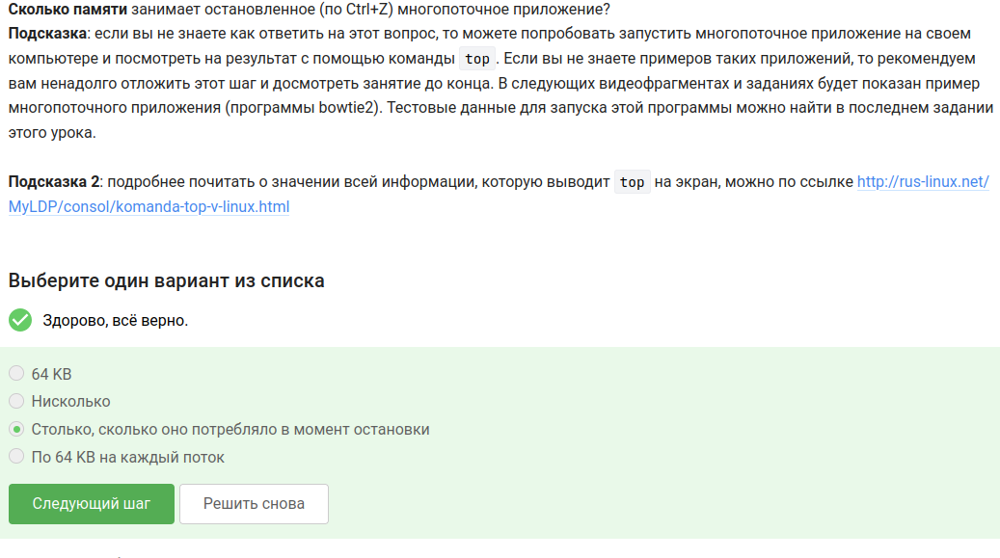 Сколько памяти занимает остановленное (по Ctrl+Z) многопоточное приложение?
Подсказка: если вы не знаете как ответить на этот вопрос, то можете попробовать запустить многопоточное приложение на своем
компьютере и посмотреть на результат с помощью команды top. Если вы не знаете примеров таких приложений, то рекомендуем
вам ненадолго отложить этот шаг и досмотреть занятие до конца. В следующих видеофрагментах и заданиях будет показан пример
многопоточного приложения (программы bowtie2). Тестовые данные для запуска этой программы можно найти в последнем задании
этого урока.
Подсказка 2: подробнее почитать о значении всей информации, которую выводит top на экран, можно по ссылке http://rus-linux.net/
MyLDP/consol/komanda-top-v-linux.html
Выберите один вариант из списка
Здорово, всё верно.
64 KB
Нисколько
Столько, сколько оно потребляло в момент остановки
По 64 KB на каждый поток
Следующий шаг Решить снова